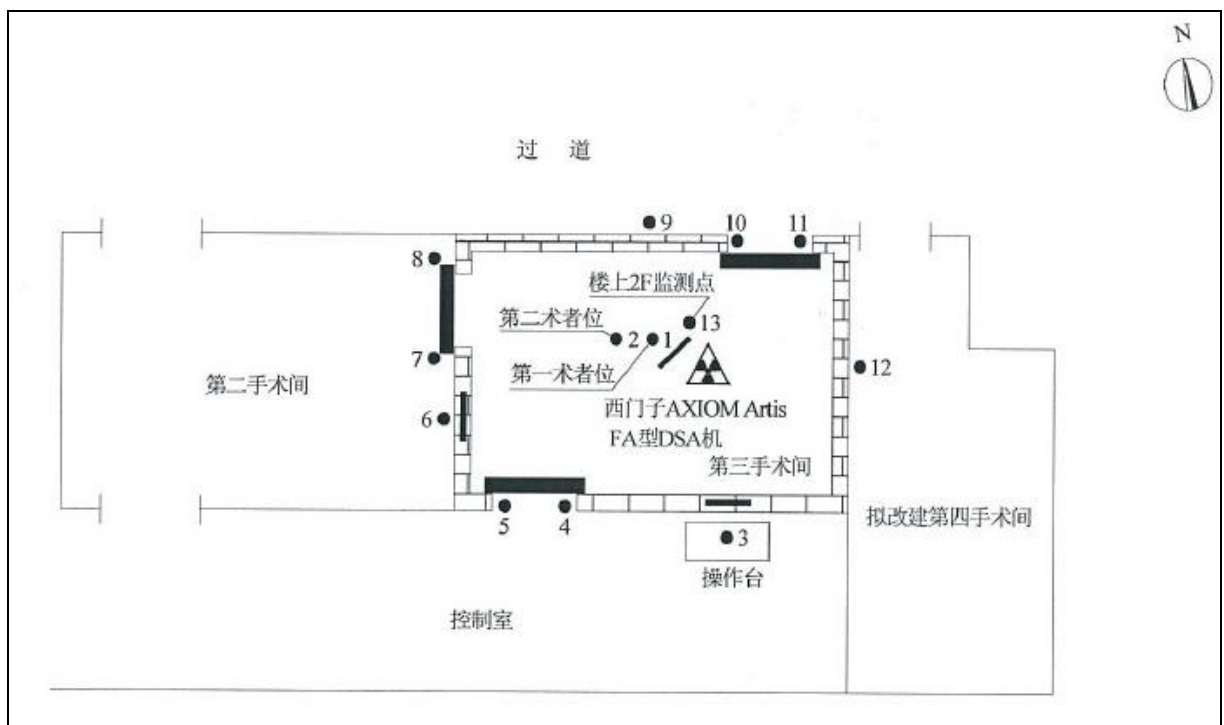 N
过 道
9
10
11
8
楼上2F监测点
13
第二术者位
2
1
7
第一术者位
12
第二手术间
6
西门子AXIOM Artis
FA型DSA机
第三手术间
5
4
3
拟改建第四手术间
操作台
控制室